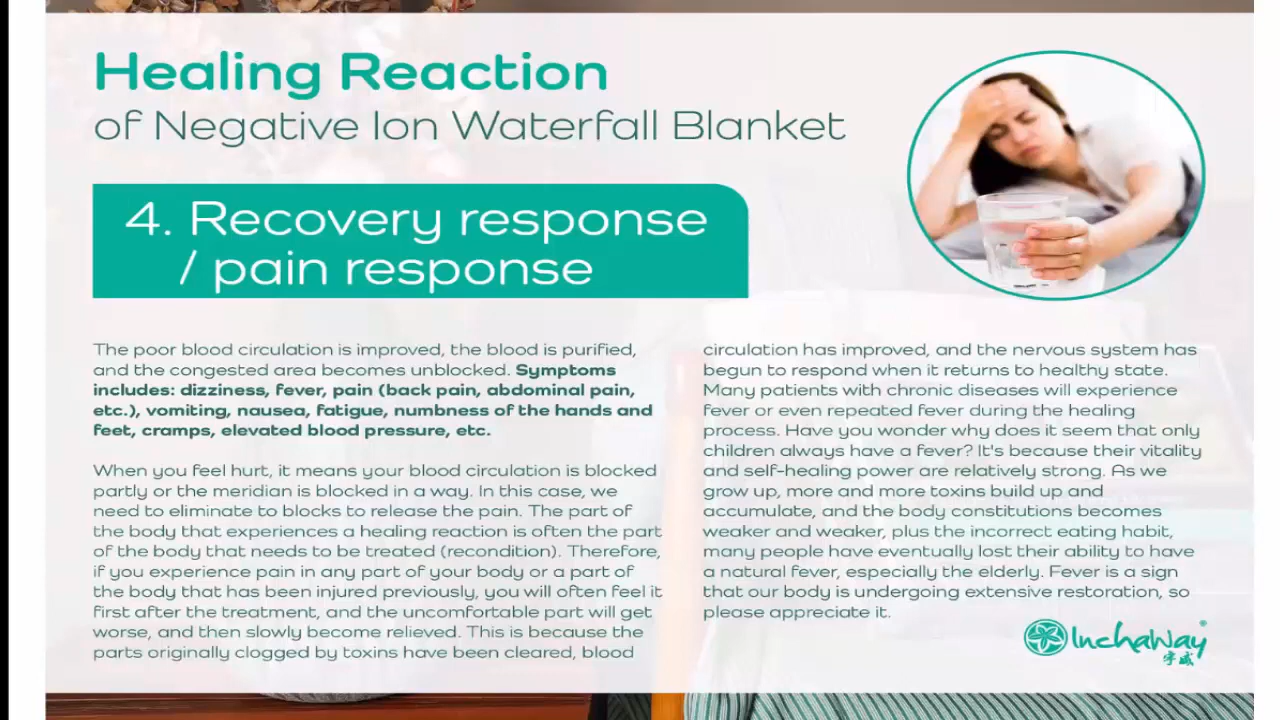 Healing Reaction
of Negative Ion Waterfall Blanket
4. Recovery response
/ pain response
The poor blood circulation is improved, the blood is purified,
and the congested area becomes unblocked. Symptoms
includes: dizziness, fever, pain (back pain, abdominal pain,
etc.), vomiting, nausea, fatigue, numbness of the hands and
feet, cramps, elevated blood pressure, etc.
When you feel hurt, it means your blood circulation is blocked
partly or the meridian is blocked in a way. In this case, we
need to eliminate to blocks to release the pain. The part of
the body that experiences a healing reaction is often the part
of the body that needs to be treated (recondition). Therefore,
if you experience pain in any part of your body or a part of
the body that has been injured previously, you will often feel it
first after the treatment, and the uncomfortable part will get
worse, and then slowly become relieved. This is because the
parts originally clogged by toxins have been cleared, blood
circulation has improved, and the nervous system has
begun to respond when it returns to healthy state.
Many patients with chronic diseases will experience
fever or even repeated fever during the healing
process. Have you wonder why does it seem that only
children always have a fever? It's because their vitality
and self-healing power are relatively strong. As we
grow up, more and more toxins build up and
accumulate, and the body constitutions becomes
weaker and weaker, plus the incorrect eating habit,
many people have eventually lost their ability to have
a natural fever, especially the elderly. Fever is a sign
that our body is undergoing extensive restoration, so
please appreciate it.
InchaWay®
宇威